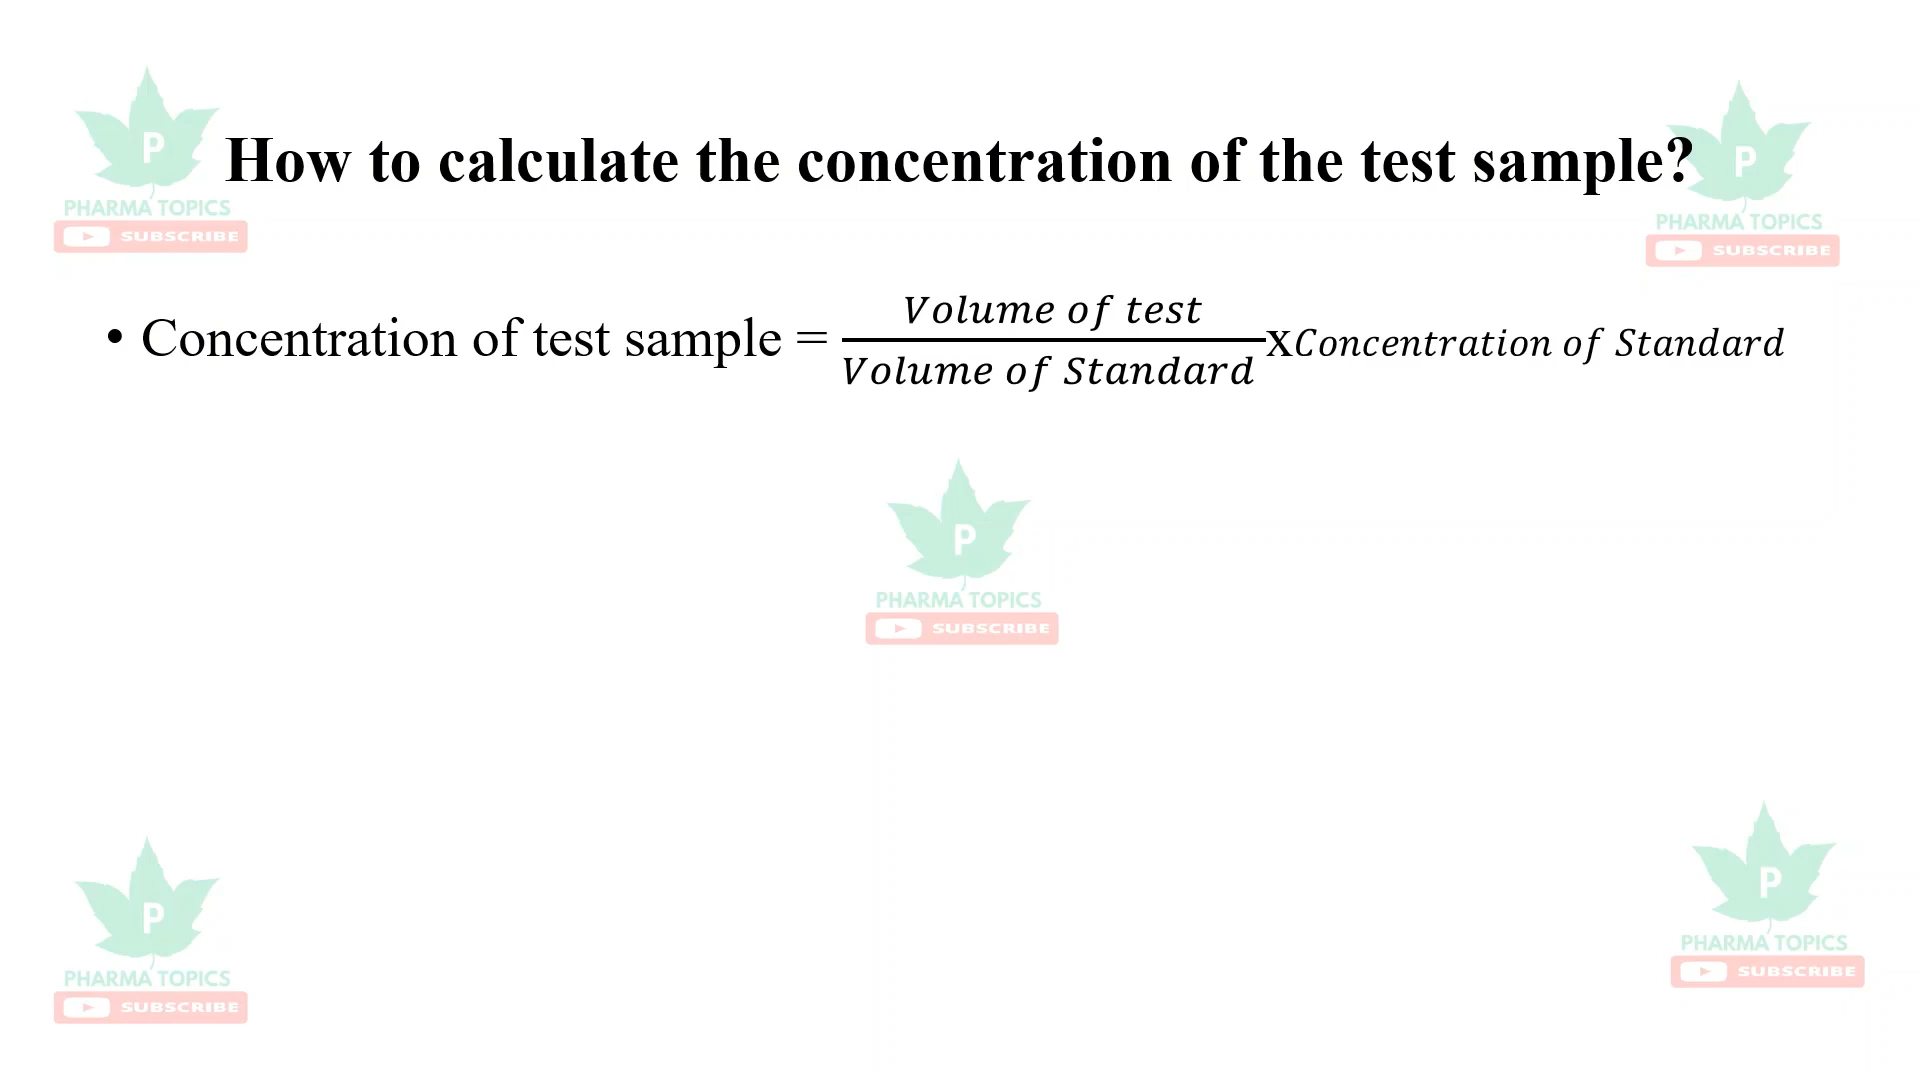 P
PHARMA TOPICS
SUBSCRIBE
How to calculate the concentration of the test sample?
P
PHARMA TOPICS
SUBSCRIBE
• Concentration of test sample = Volume of test / Volume of Standard x Concentration of Standard
P
PHARMA TOPICS
SUBSCRIBE
P
PHARMA TOPICS
SUBSCRIBE
P
PHARMA TOPICS
SUBSCRIBE